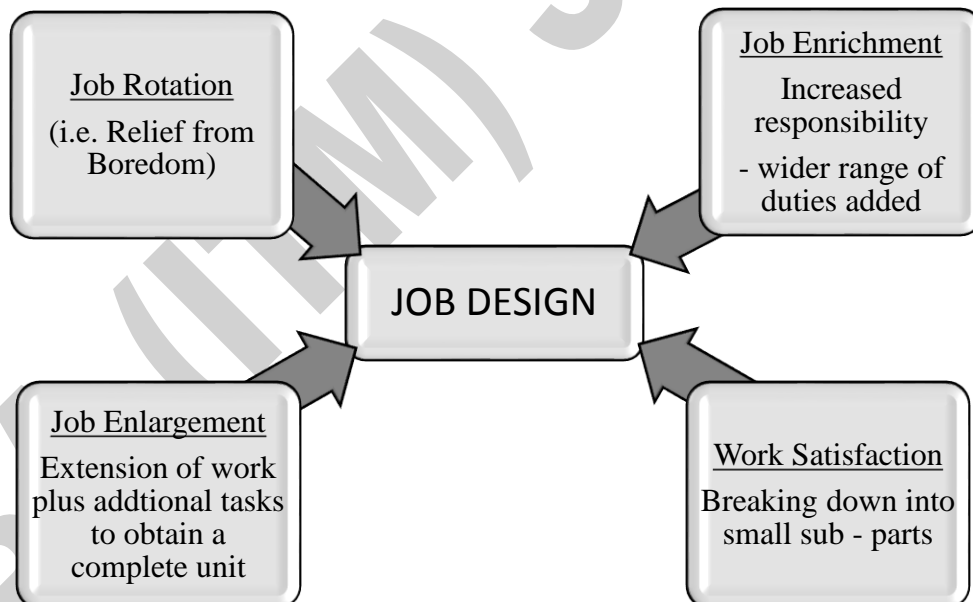 Job Rotation
(i.e. Relief from
Boredom)
Job Enrichment
Increased
responsibility
- wider range of
duties added
JOB DESIGN
Job Enlargement
Extension of work
plus addtional tasks
to obtain a
complete unit
Work Satisfaction
Breaking down into
small sub - parts
(ITM)